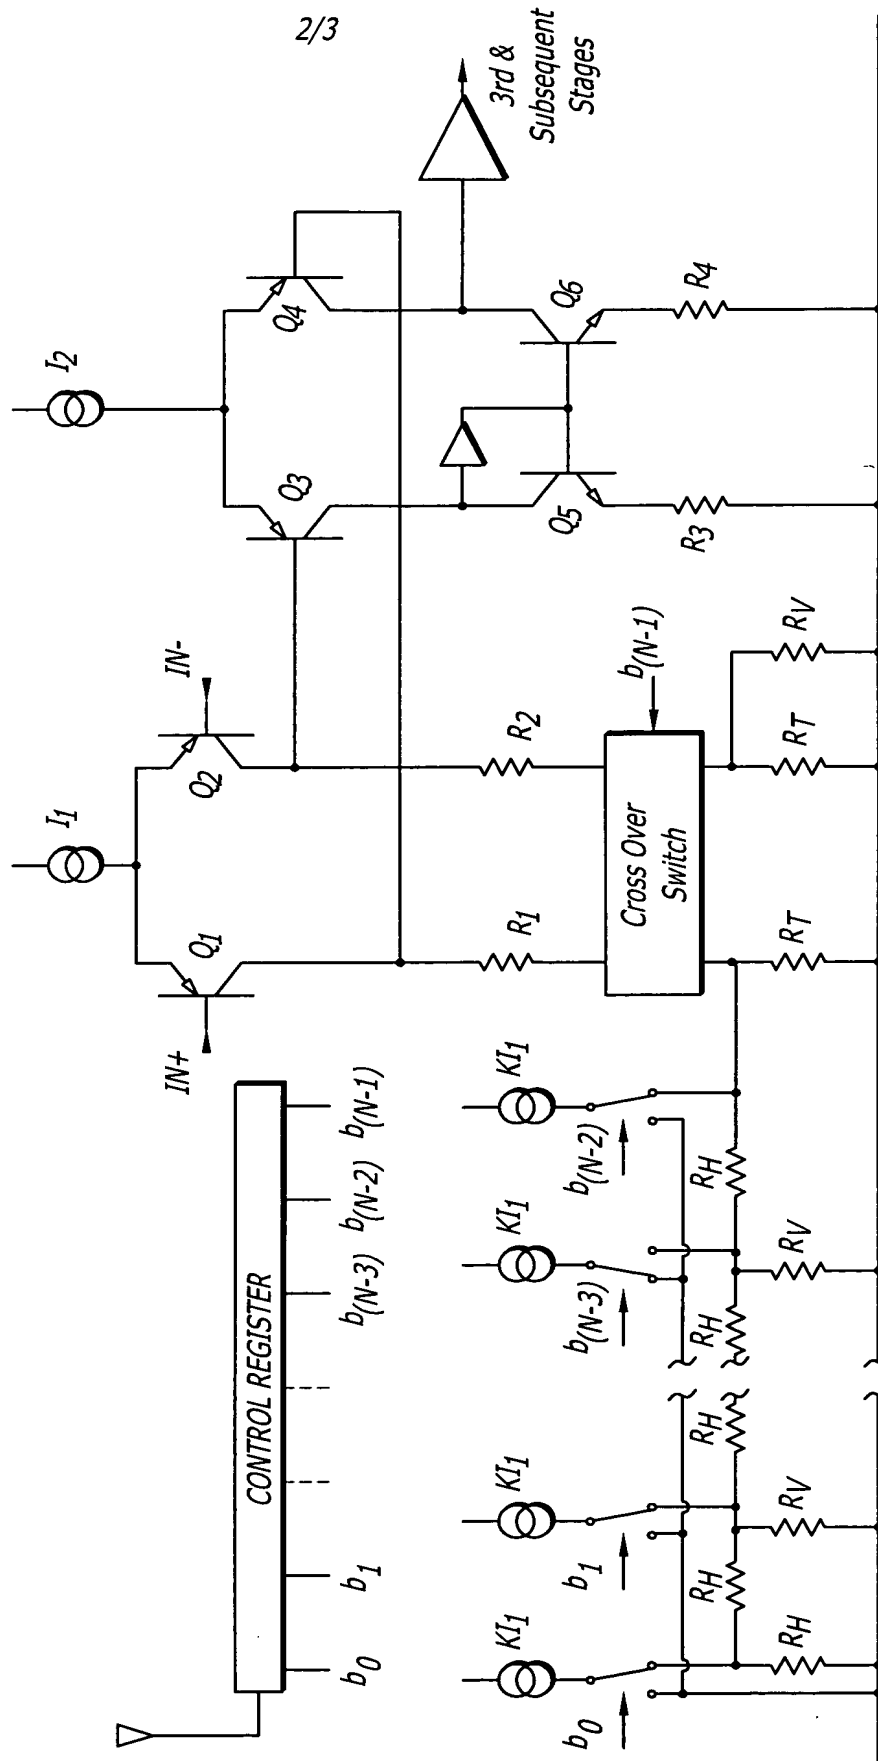 2/3
I1
I2
IN+
Q1
Q2
IN-
Q3
Q4
3rd &
Subsequent
Stages
CONTROL REGISTER
b0
b1
b(N-3)
b(N-2)
b(N-1)
KI1
KI1
KI1
KI1
b0
b1
b(N-3)
b(N-2)
R1
R2
Q5
Q6
Cross Over
Switch
b(N-1)
RH
RH
RH
RH
RH
RV
RV
RT
RT
RV
R3
R4